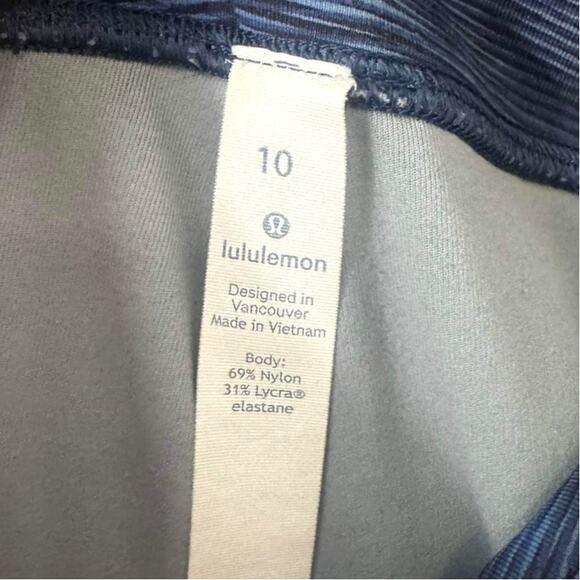 10
lululemon
Designed in
Vancouver
Made in Vietnam
Body:
69% Nylon
31% Lycra®
elastane